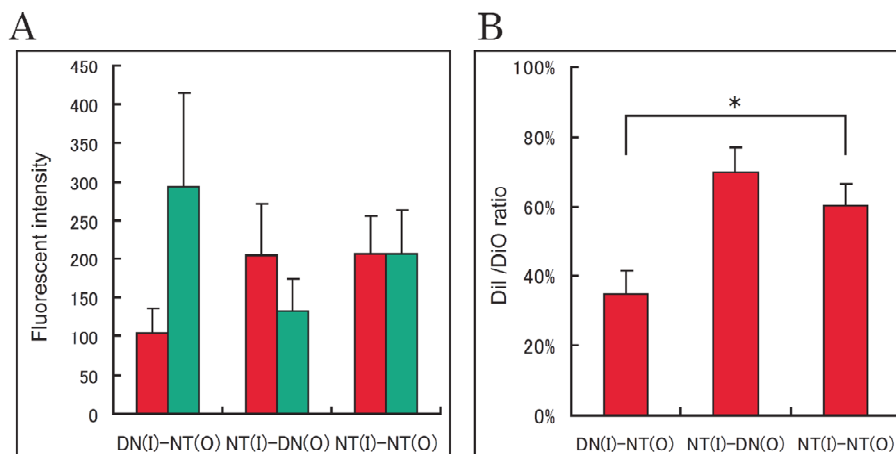 A
Fluorescent intensity
450
400
350
300
250
200
150
100
50
0
DN(I)-NT(O) NT(I)-DN(O) NT(I)-NT(O)
B
DiI /DiO ratio
100%
80%
60%
40%
20%
0%
*
DN(I)-NT(O) NT(I)-DN(O) NT(I)-NT(O)